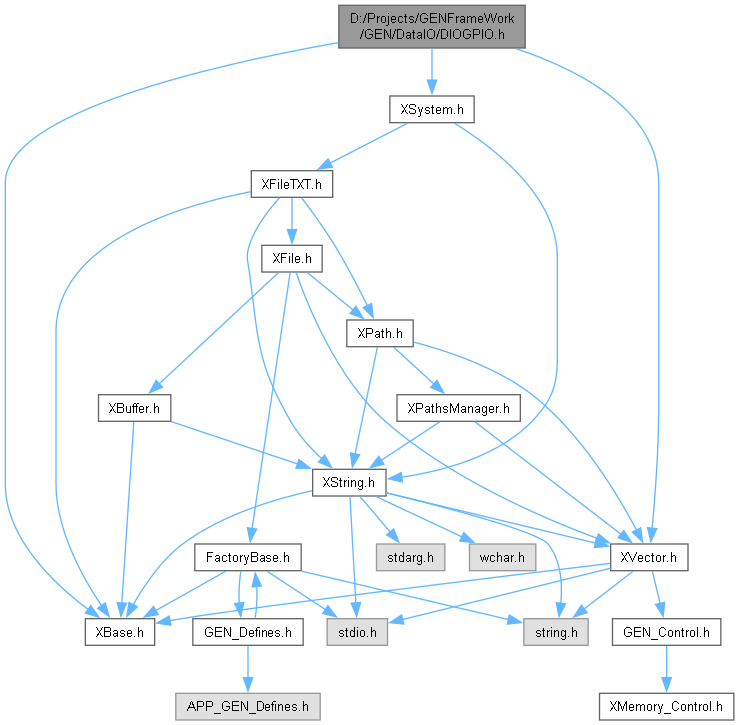 D:/Projects/GENFrameWork
/GEN/DataIO/DIOGPIO.h
XSystem.h
XFileTXT.h
XFile.h
XPath.h
XBuffer.h
XPathsManager.h
XString.h
FactoryBase.h
stdarg.h
wchar.h
XVector.h
XBase.h
GEN_Defines.h
stdio.h
string.h
GEN_Control.h
APP_GEN_Defines.h
XMemory_Control.h